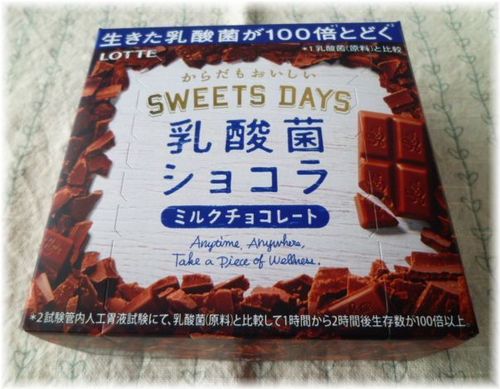 生きた乳酸菌が100倍とどく
*1.乳酸菌(原料)と比較
LOTTE
からだもおいしい
SWEETS DAYS
乳酸菌
ショコラ
ミルクチョコレート
Anytime, Anywhere,
Take a Piece of Wellness.
*2試験管内人工胃液試験にて、乳酸菌(原料)と比較して1時間から2時間後生存数が100倍以上。